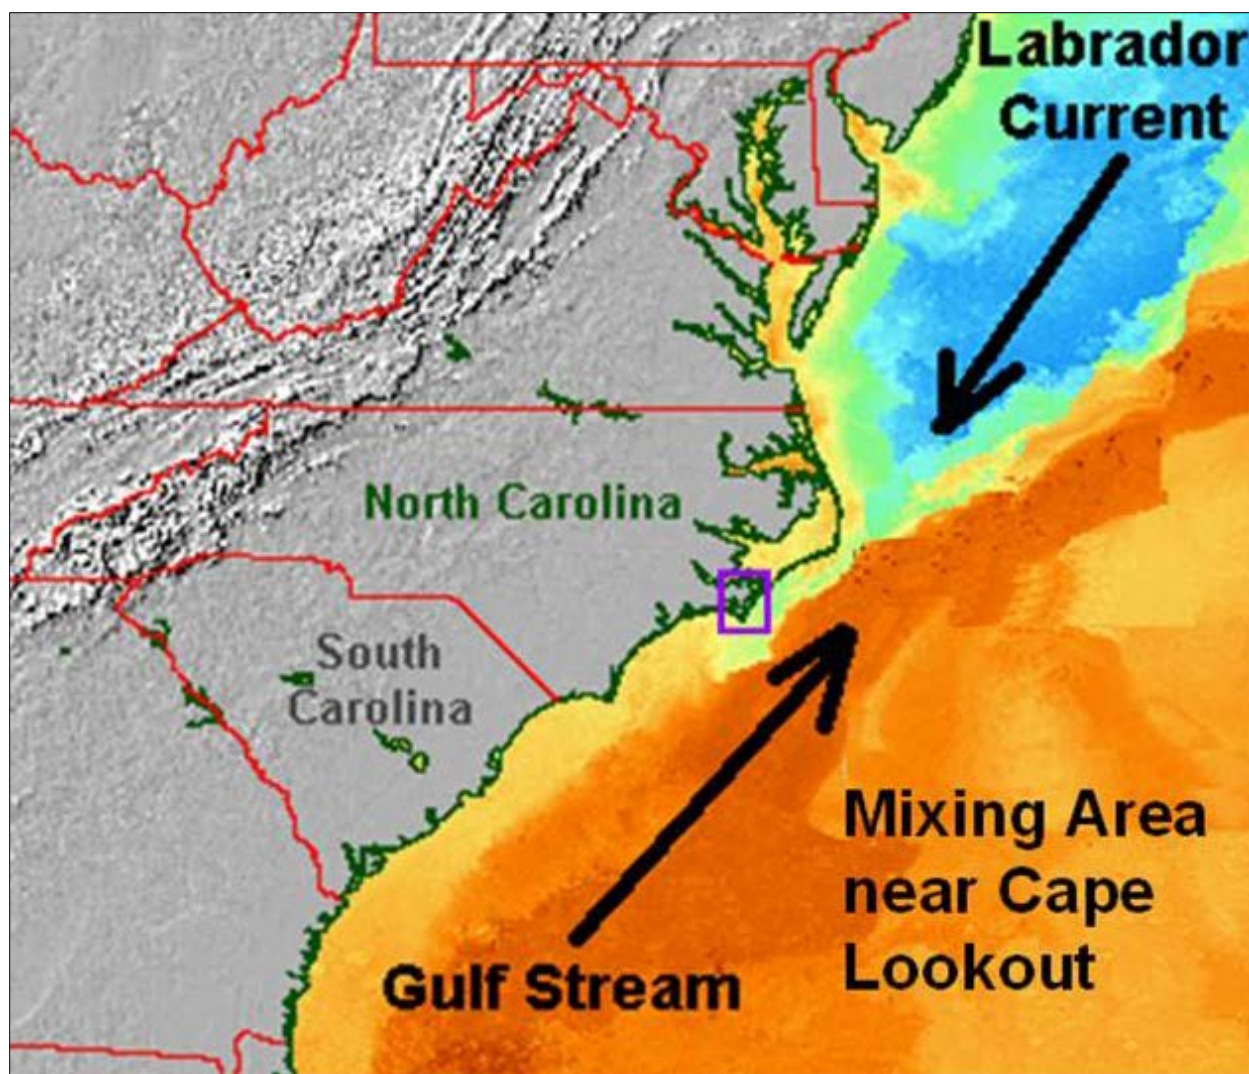 Labrador
Current
North Carolina
South
Carolina
Mixing Area
near Cape
Lookout
Gulf Stream